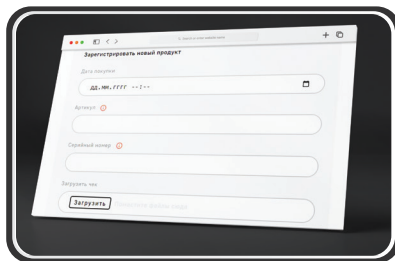 Зарегистрировать новый продукт
Дата покупки
ДД.ММ.ГГГГ --:--
Артикул
Серийный номер
Загрузить чек
Загрузить